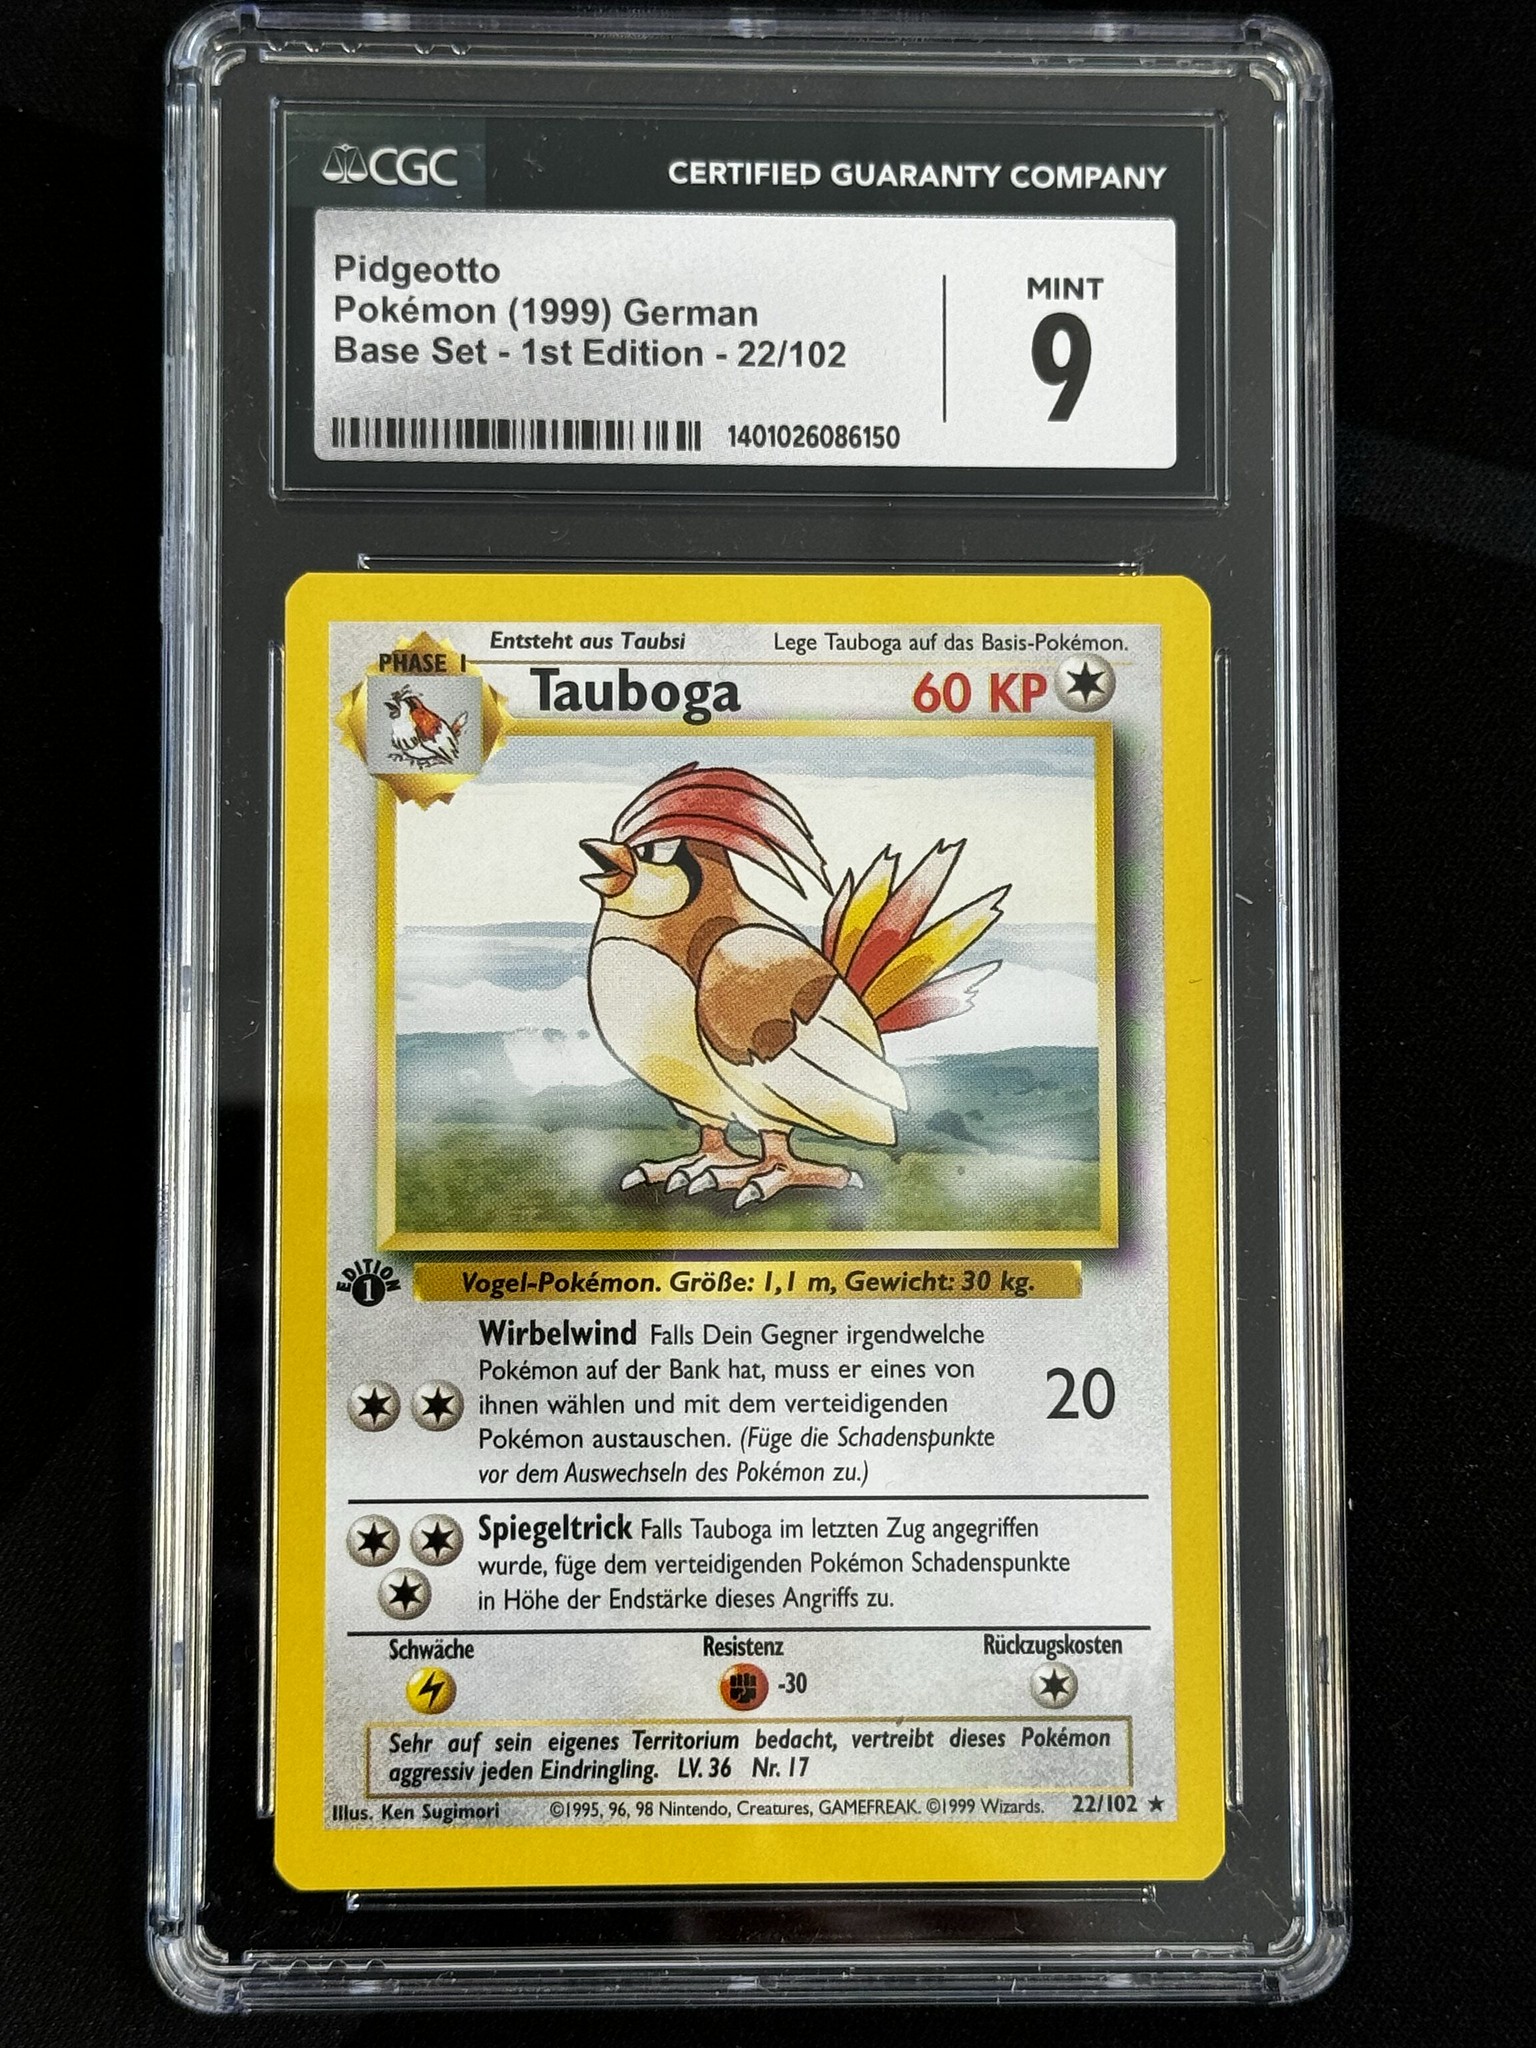 CGC
CERTIFIED GUARANTY COMPANY
Pidgeotto
Pokémon (1999) German
Base Set - 1st Edition - 22/102
1401026086150
MINT
9
Entsteht aus Taubsi
Lege Tauboga auf das Basis-Pokémon.
PHASE 1
Tauboga
60 KP
EDITION
1
Vogel-Pokémon. Größe: 1,1 m, Gewicht: 30 kg.
Wirbelwind Falls Dein Gegner irgendwelche
Pokémon auf der Bank hat, muss er eines von
ihnen wählen und mit dem verteidigenden
Pokémon austauschen. (Füge die Schadenspunkte
vor dem Auswechseln des Pokémon zu.)
20
Spiegeltrick Falls Tauboga im letzten Zug angegriffen
wurde, füge dem verteidigenden Pokémon Schadenspunkte
in Höhe der Endstärke dieses Angriffs zu.
Schwäche
Resistenz
Rückzugskosten
-30
Sehr auf sein eigenes Territorium bedacht, vertreibt dieses Pokémon
aggressiv jeden Eindringling. LV. 36 Nr. 17
Illus. Ken Sugimori
©1995, 96, 98 Nintendo, Creatures, GAMEFREAK. ©1999 Wizards.
22/102 ★